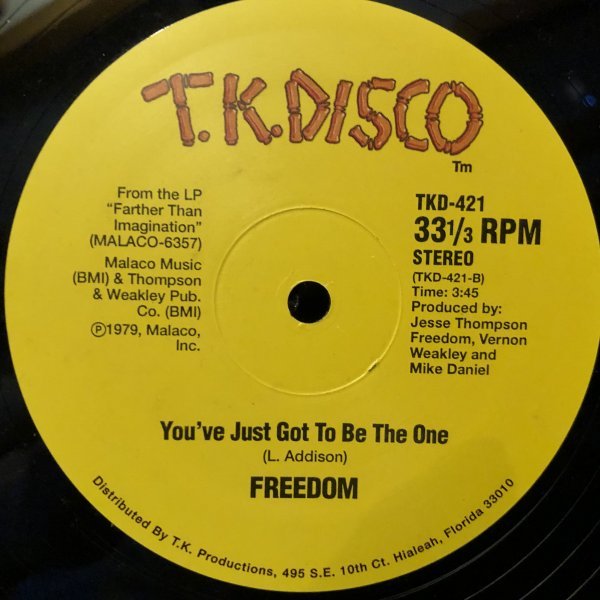 T.K.DISCO
Tm
From the LP
"Farther Than
Imagination"
(MALACO-6357)
Malaco Music
(BMI) & Thompson
& Weakley Pub.
Co. (BMI)
℗1979, Malaco,
Inc.
TKD-421
33 1/3 RPM
STEREO
(TKD-421-B)
Time: 3:45
Produced by:
Jesse Thompson
Freedom, Vernon
Weakley and
Mike Daniel
You've Just Got To Be The One
(L. Addison)
FREEDOM
Distributed By T.K. Productions, 495 S.E. 10th Ct. Hialeah, Florida 33010